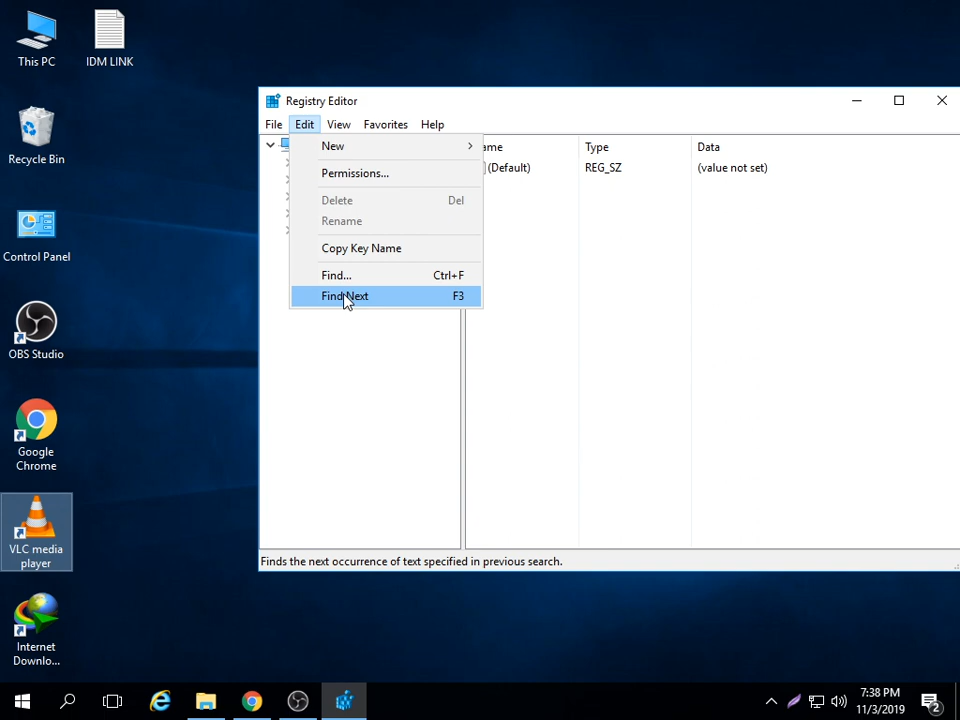 This PC
IDM LINK
Recycle Bin
Control Panel
OBS Studio
Google
Chrome
VLC media
player
Internet
Downlo...
Registry Editor
File Edit View Favorites Help
New
Permissions...
Delete Del
Rename
Copy Key Name
Find... Ctrl+F
Find Next F3
Type Data
(Default) REG_SZ (value not set)
Finds the next occurrence of text specified in previous search.
7:38 PM
11/3/2019
2